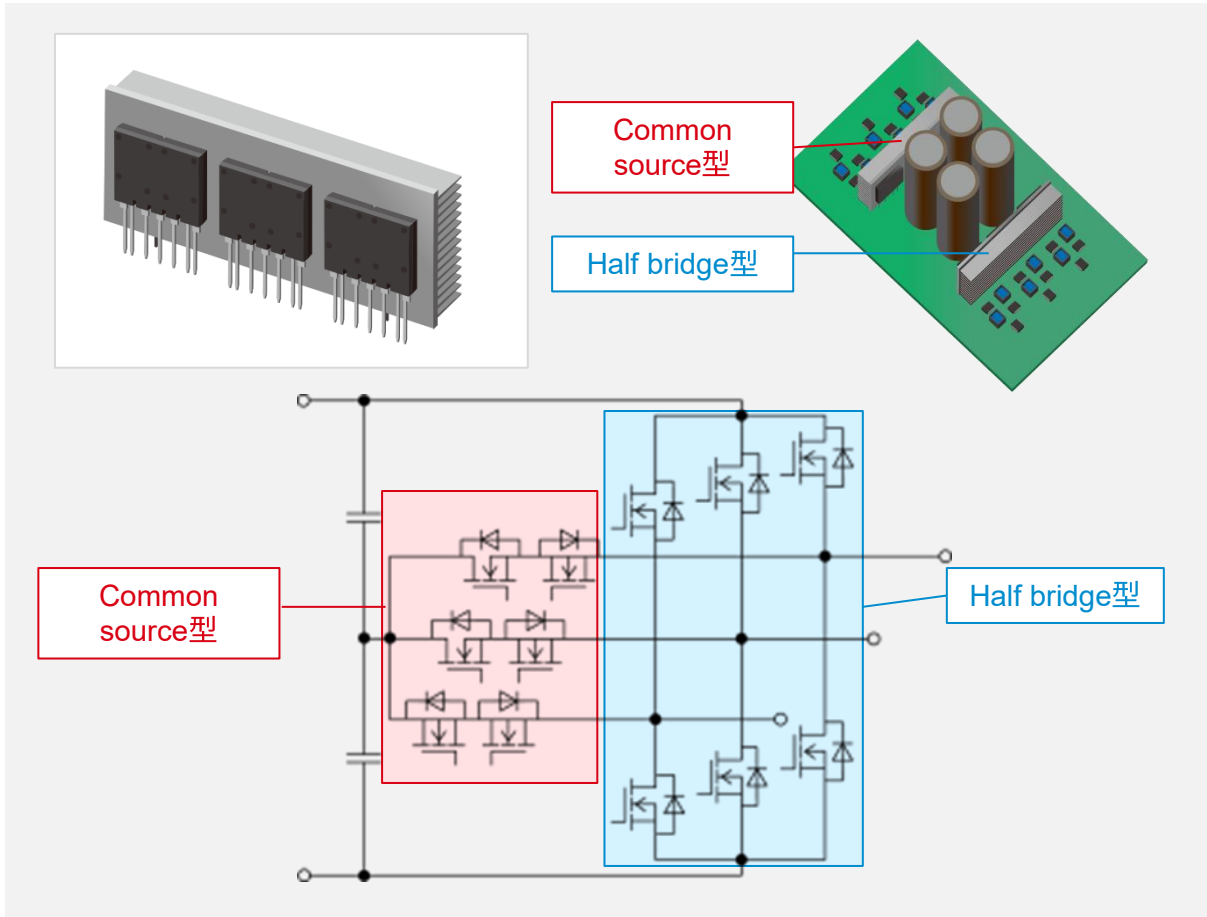 Common
source型
Half bridge型
Common
source型
Half bridge型